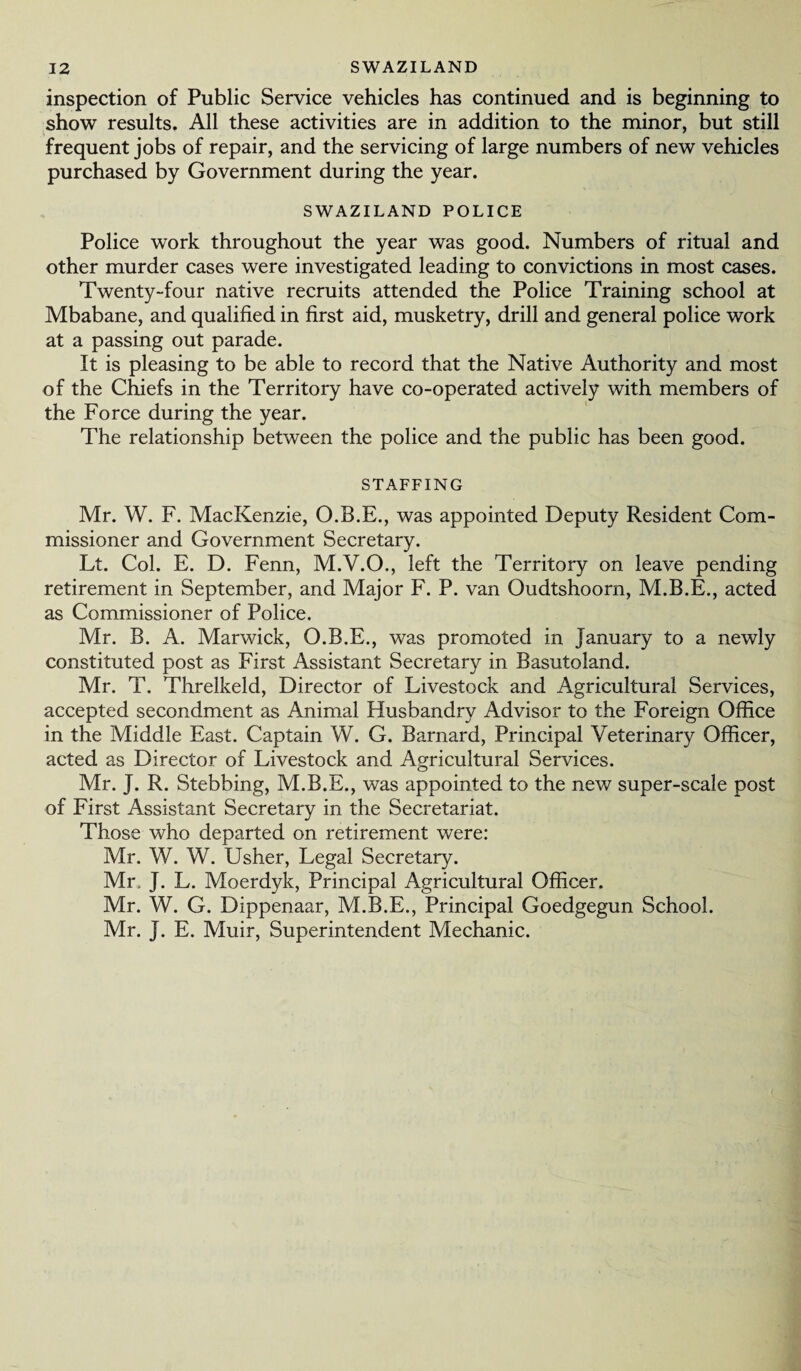 12 SWAZILAND
inspection of Public Service vehicles has continued and is beginning to
show results. All these activities are in addition to the minor, but still
frequent jobs of repair, and the servicing of large numbers of new vehicles
purchased by Government during the year.
SWAZILAND POLICE
Police work throughout the year was good. Numbers of ritual and
other murder cases were investigated leading to convictions in most cases.
Twenty-four native recruits attended the Police Training school at
Mbabane, and qualified in first aid, musketry, drill and general police work
at a passing out parade.
It is pleasing to be able to record that the Native Authority and most
of the Chiefs in the Territory have co-operated actively with members of
the Force during the year.
The relationship between the police and the public has been good.
STAFFING
Mr. W. F. MacKenzie, O.B.E., was appointed Deputy Resident Com-
missioner and Government Secretary.
Lt. Col. E. D. Fenn, M.V.O., left the Territory on leave pending
retirement in September, and Major F. P. van Oudtshoorn, M.B.E., acted
as Commissioner of Police.
Mr. B. A. Marwick, O.B.E., was promoted in January to a newly
constituted post as First Assistant Secretary in Basutoland.
Mr. T. Threlkeld, Director of Livestock and Agricultural Services,
accepted secondment as Animal Husbandry Advisor to the Foreign Office
in the Middle East. Captain W. G. Barnard, Principal Veterinary Officer,
acted as Director of Livestock and Agricultural Services.
Mr. J. R. Stebbing, M.B.E., was appointed to the new super-scale post
of First Assistant Secretary in the Secretariat.
Those who departed on retirement were:
Mr. W. W. Usher, Legal Secretary.
Mr. J. L. Moerdyk, Principal Agricultural Officer.
Mr. W. G. Dippenaar, M.B.E., Principal Goedgegun School.
Mr. J. E. Muir, Superintendent Mechanic.